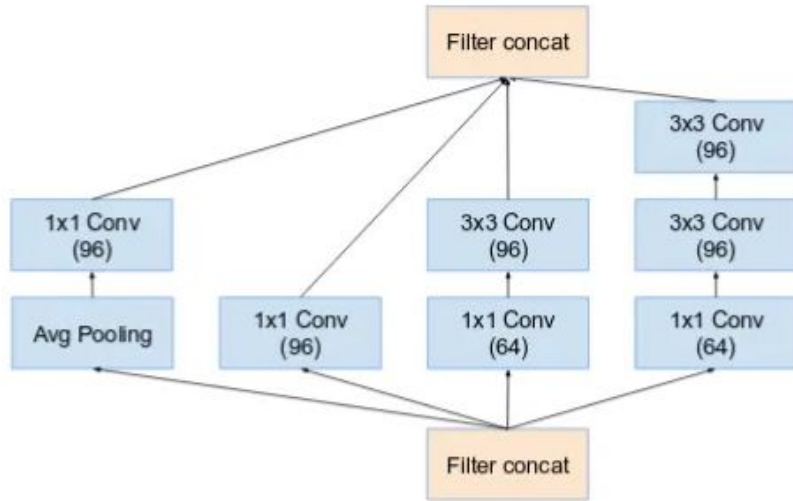 Filter concat
3x3 Conv
(96)
1x1 Conv
(96)
3x3 Conv
(96)
3x3 Conv
(96)
Avg Pooling
1x1 Conv
(96)
1x1 Conv
(64)
1x1 Conv
(64)
Filter concat